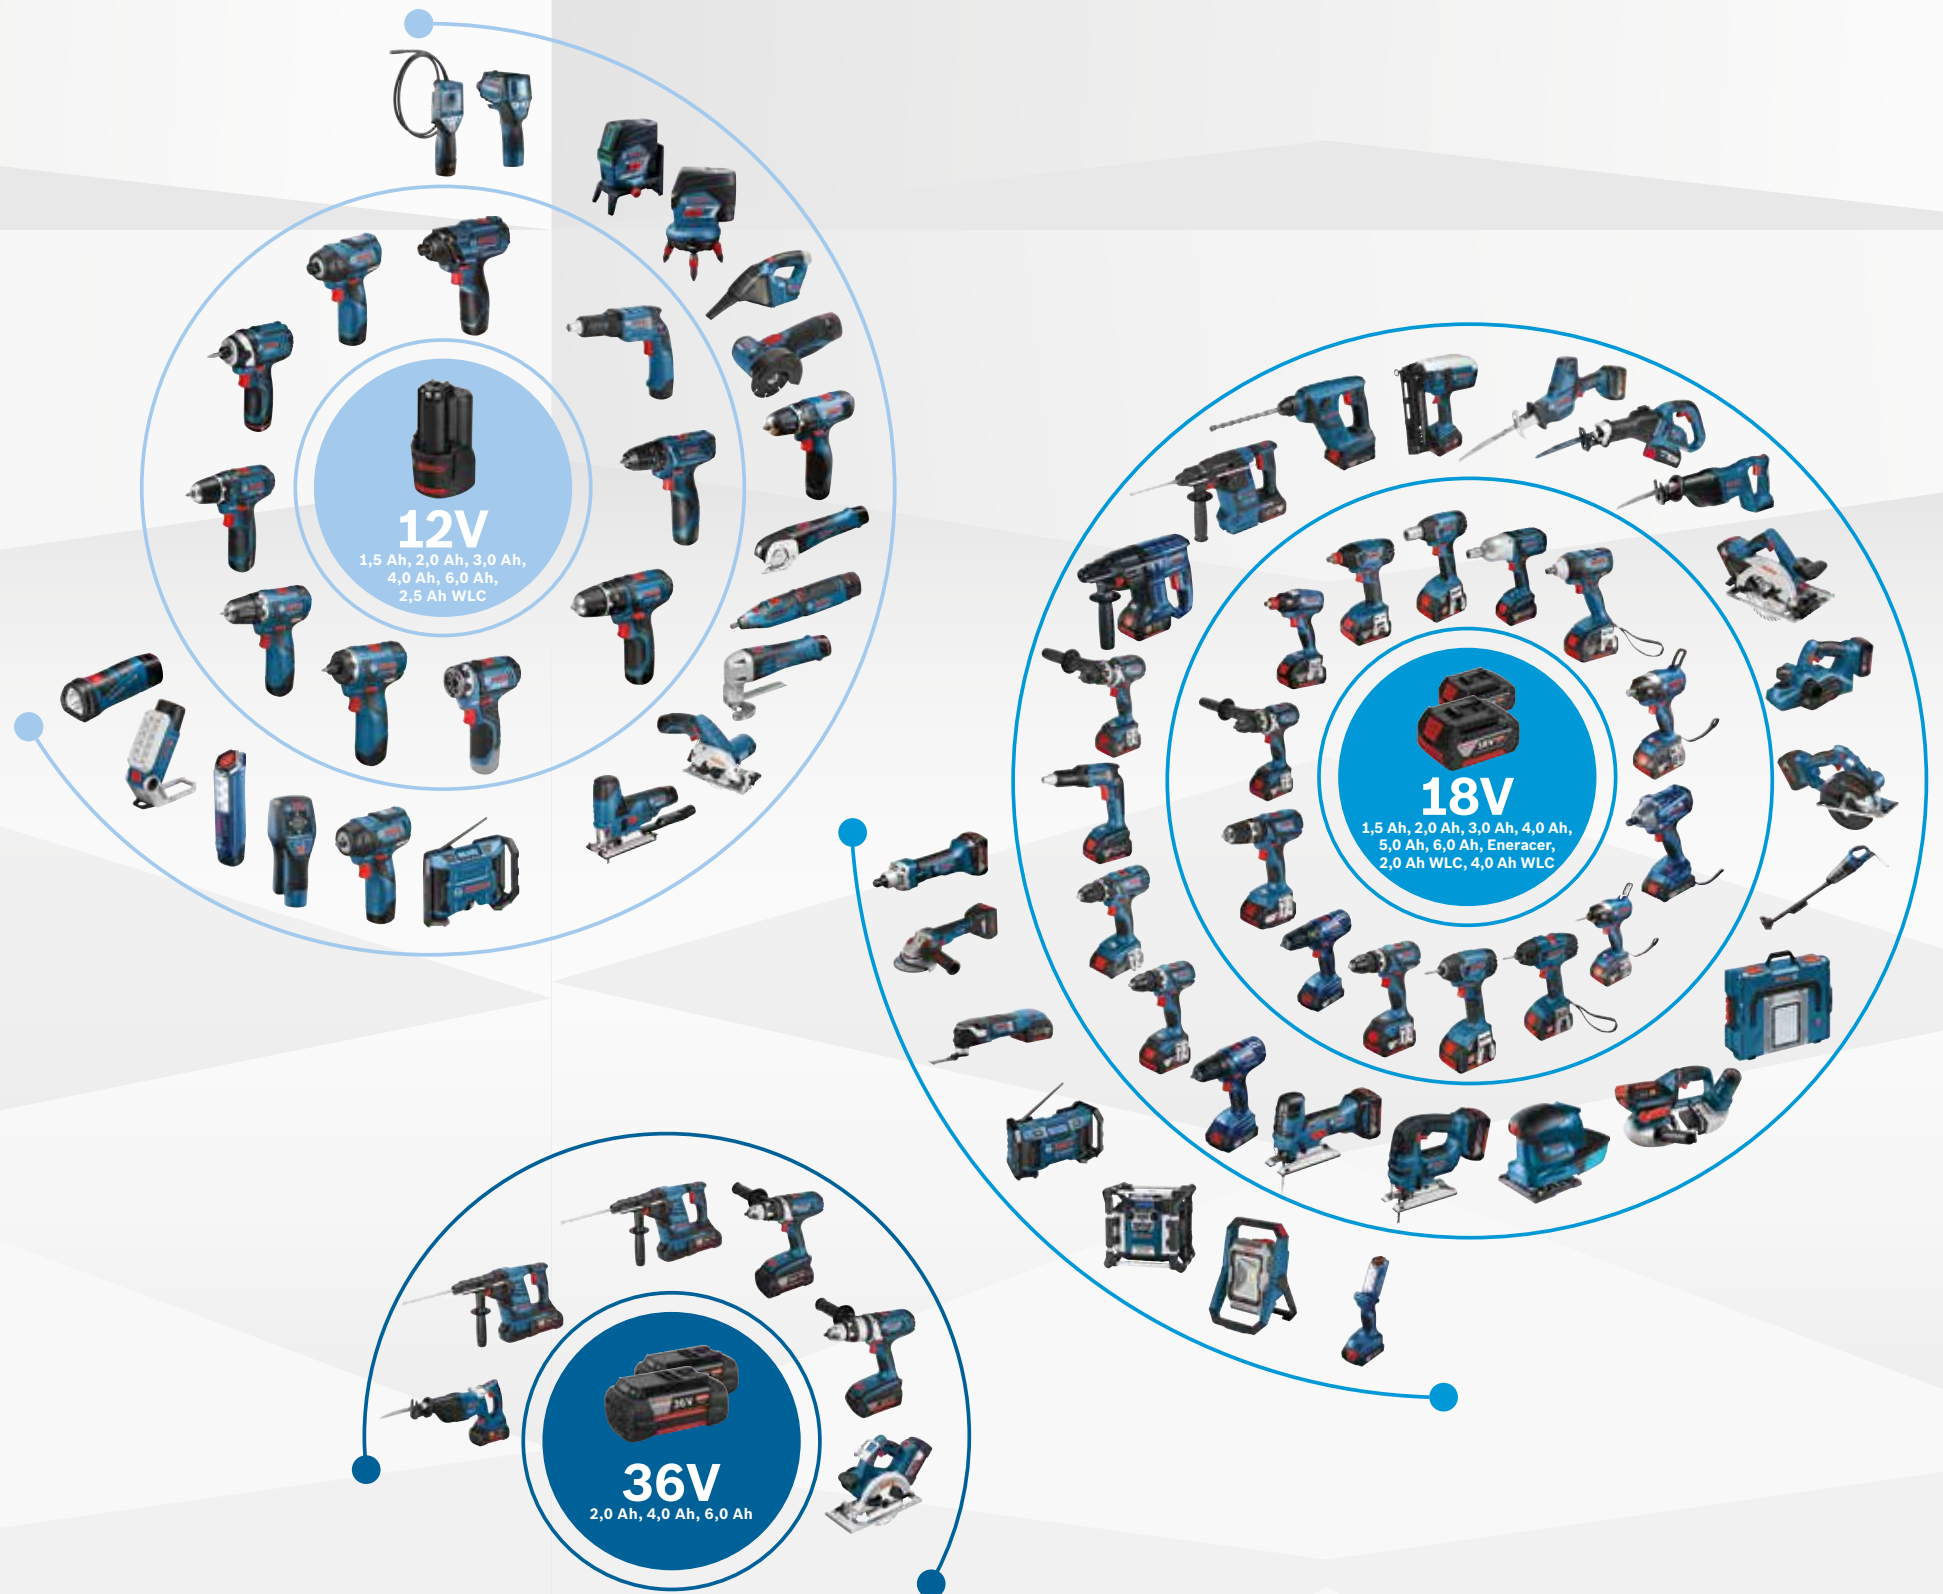 12V
1,5 Ah, 2,0 Ah, 3,0 Ah,
4,0 Ah, 6,0 Ah,
2,5 Ah WLC
18V
18V
1,5 Ah, 2,0 Ah, 3,0 Ah, 4,0 Ah,
5,0 Ah, 6,0 Ah, Eneracer,
2,0 Ah WLC, 4,0 Ah WLC
36V
36V
2,0 Ah, 4,0 Ah, 6,0 Ah